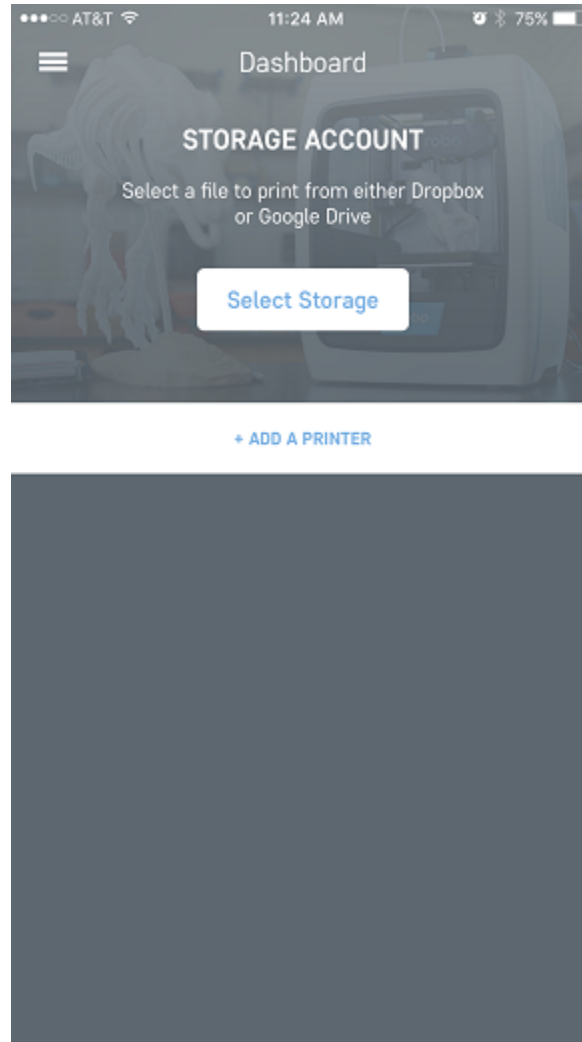 AT&T 11:24 AM 75%
Dashboard
STORAGE ACCOUNT
Select a file to print from either Dropbox
or Google Drive
Select Storage
+ ADD A PRINTER